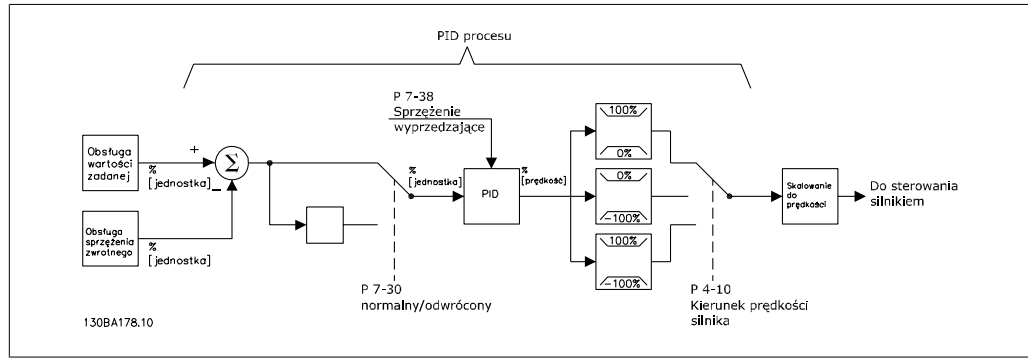 PID procesu
P 7-38
Sprzężenie
wyprzedzające
Obsługa
wartości
zadanej
+
%
[jednostka]
_
Σ
Obsługa
sprzężenia
zwrotnego
%
[jednostka]
P 7-30
normalny/odwrócony
%
[jednostka]
PID
%
[prędkość]
100%
0%
0%
-100%
100%
-100%
P 4-10
Kierunek prędkości
silnika
Skalowanie
do
prędkości
Do sterowania
silnikiem
130BA178.10